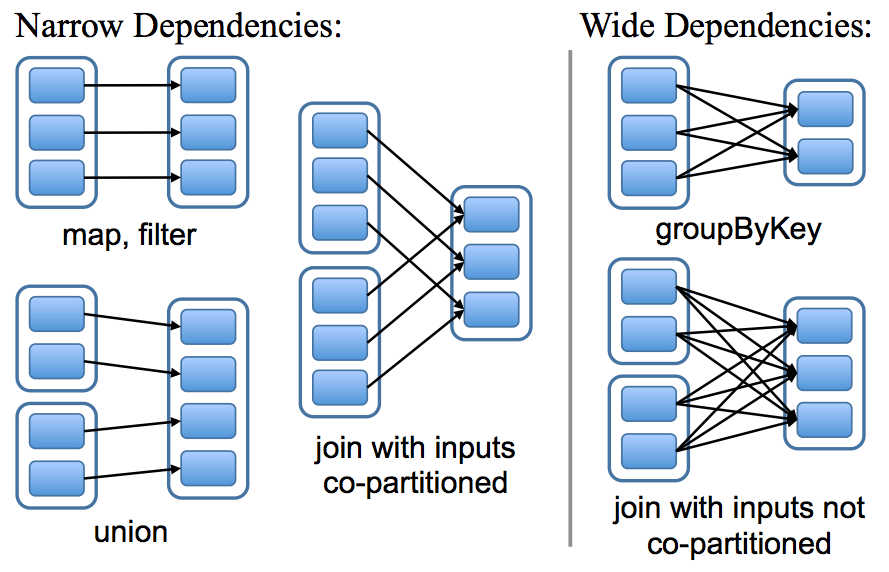 Narrow Dependencies:
map, filter
union
join with inputs
co-partitioned
Wide Dependencies:
groupByKey
join with inputs not
co-partitioned